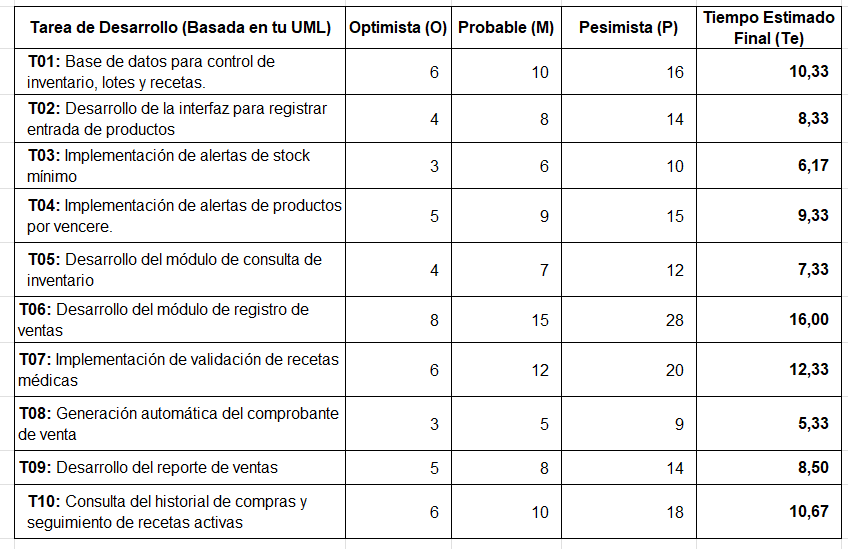 Tarea de Desarrollo (Basada en tu UML) Optimista (O) Probable (M) Pesimista (P) Tiempo Estimado Final (Te)
T01: Base de datos para control de
inventario, lotes y recetas. 6 10 16 10,33
T02: Desarrollo de la interfaz para registrar
entrada de productos 4 8 14 8,33
T03: Implementación de alertas de stock
mínimo 3 6 10 6,17
T04: Implementación de alertas de productos
por vencere. 5 9 15 9,33
T05: Desarrollo del módulo de consulta de
inventario 4 7 12 7,33
T06: Desarrollo del módulo de registro de
ventas 8 15 28 16,00
T07: Implementación de validación de recetas
médicas 6 12 20 12,33
T08: Generación automática del comprobante
de venta 3 5 9 5,33
T09: Desarrollo del reporte de ventas 5 8 14 8,50
T10: Consulta del historial de compras y
seguimiento de recetas activas 6 10 18 10,67